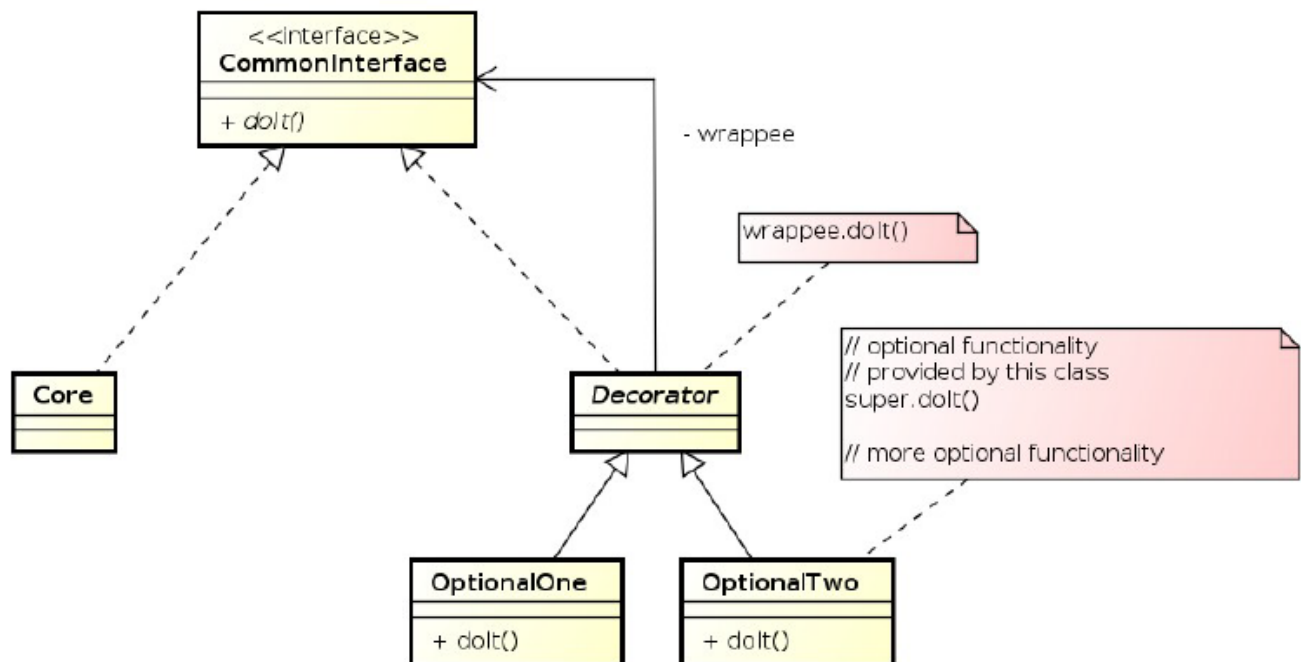 <<interface>>
CommonInterface
+ doIt()
- wrappee
wrappee.doIt()
// optional functionality
// provided by this class
super.doIt()
// more optional functionality
Core
Decorator
OptionalOne
+ doIt()
OptionalTwo
+ doIt()